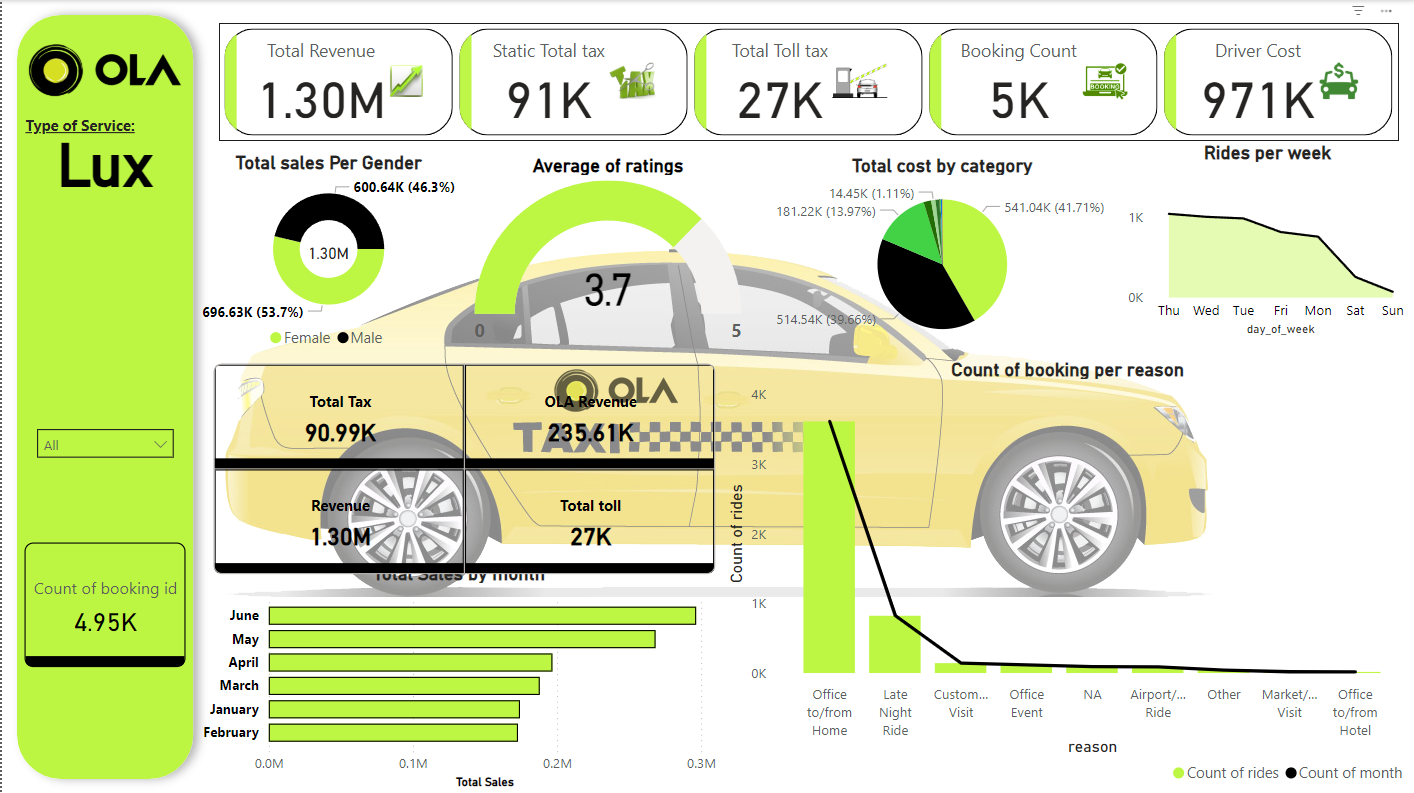 OLA
Type of Service:
Lux
All
Count of booking id
4.95K
Total Revenue
1.30M
Static Total tax
91K
TAX
Total Toll tax
27K
Booking Count
5K
BOOKING
Driver Cost
971K
$
Total sales Per Gender
600.64K (46.3%)
1.30M
696.63K (53.7%)
Female Male
Average of ratings
3.7
0 5
Total cost by category
14.45K (1.11%)
181.22K (13.97%)
541.04K (41.71%)
514.54K (39.66%)
Rides per week
1K
0K
Thu Wed Tue Fri Mon Sat Sun
day_of_week
OLA
TAXI
Total Tax
90.99K
OLA Revenue
235.61K
Revenue
1.30M
Total toll
27K
Total Sales by month
June
May
April
March
January
February
0.0M 0.1M 0.2M 0.3M
Total Sales
Count of booking per reason
Count of rides
4K
3K
2K
1K
0K
Office to/from Home
Late Night Ride
Custom... Visit
Office Event
NA
Airport/... Ride
Other
Market/... Visit
Office to/from Hotel
reason
Count of rides Count of month